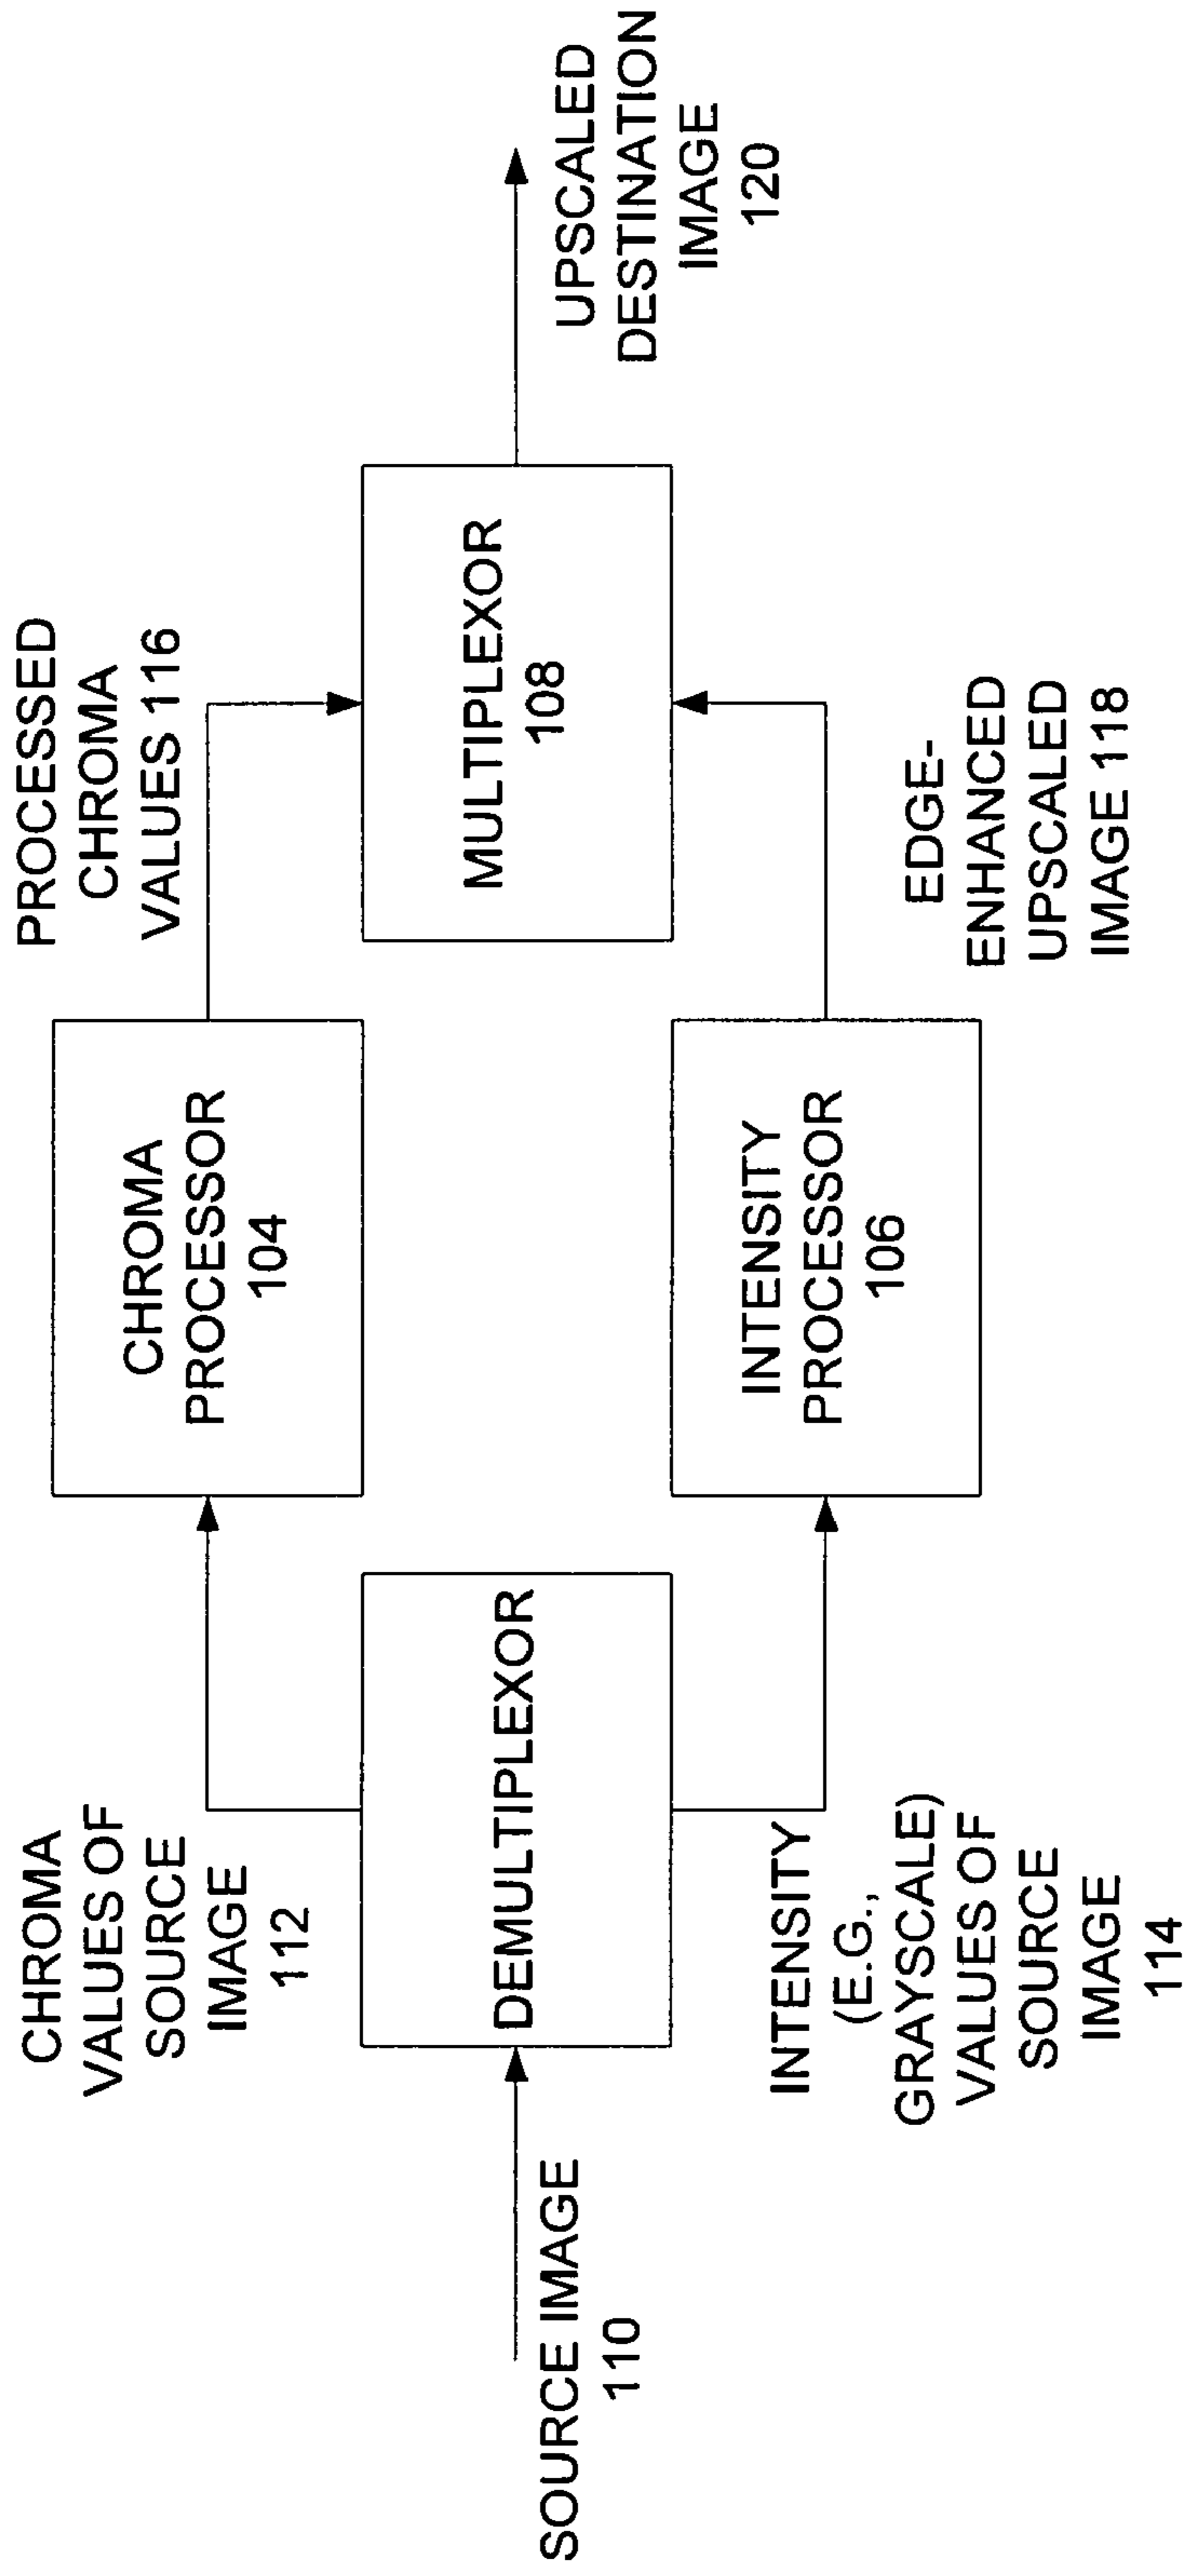 SOURCE IMAGE
110
CHROMA
VALUES OF
SOURCE
IMAGE
112
DEMULTIPLEXOR
INTENSITY
(E.G.,
GRAYSCALE)
VALUES OF
SOURCE
IMAGE
114
CHROMA
PROCESSOR
104
INTENSITY
PROCESSOR
106
PROCESSED
CHROMA
VALUES 116
MULTIPLEXOR
108
EDGE-
ENHANCED
UPSCALED
IMAGE 118
UPSCALED
DESTINATION
IMAGE
120